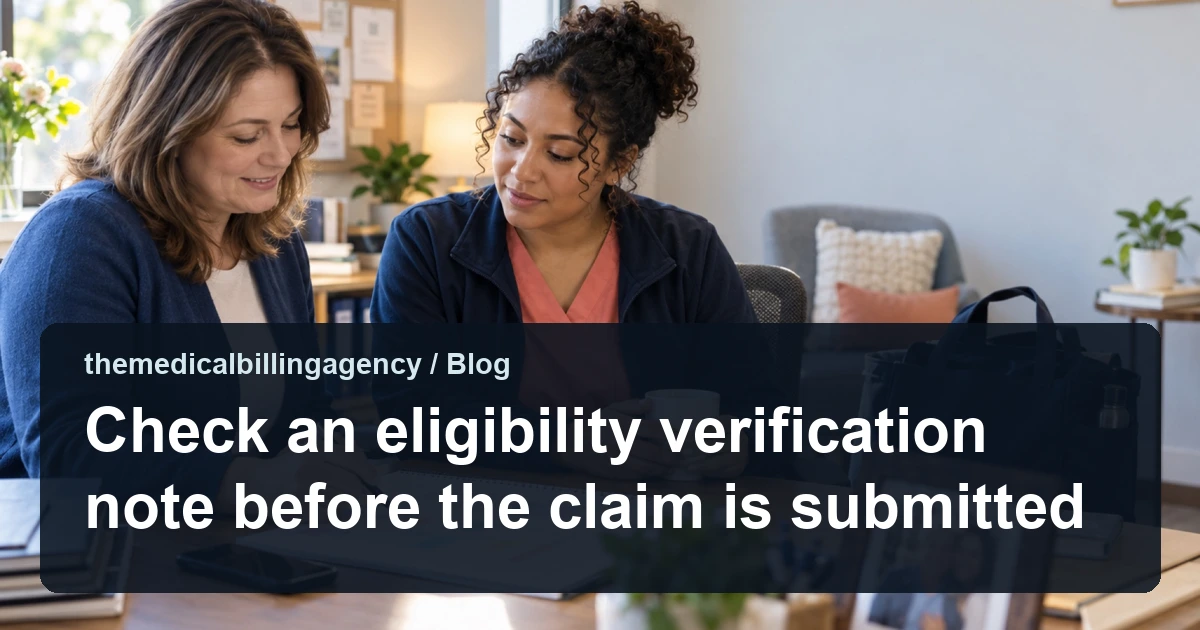 themedicalbillingagency / Blog
Check an eligibility verification
note before the claim is submitted